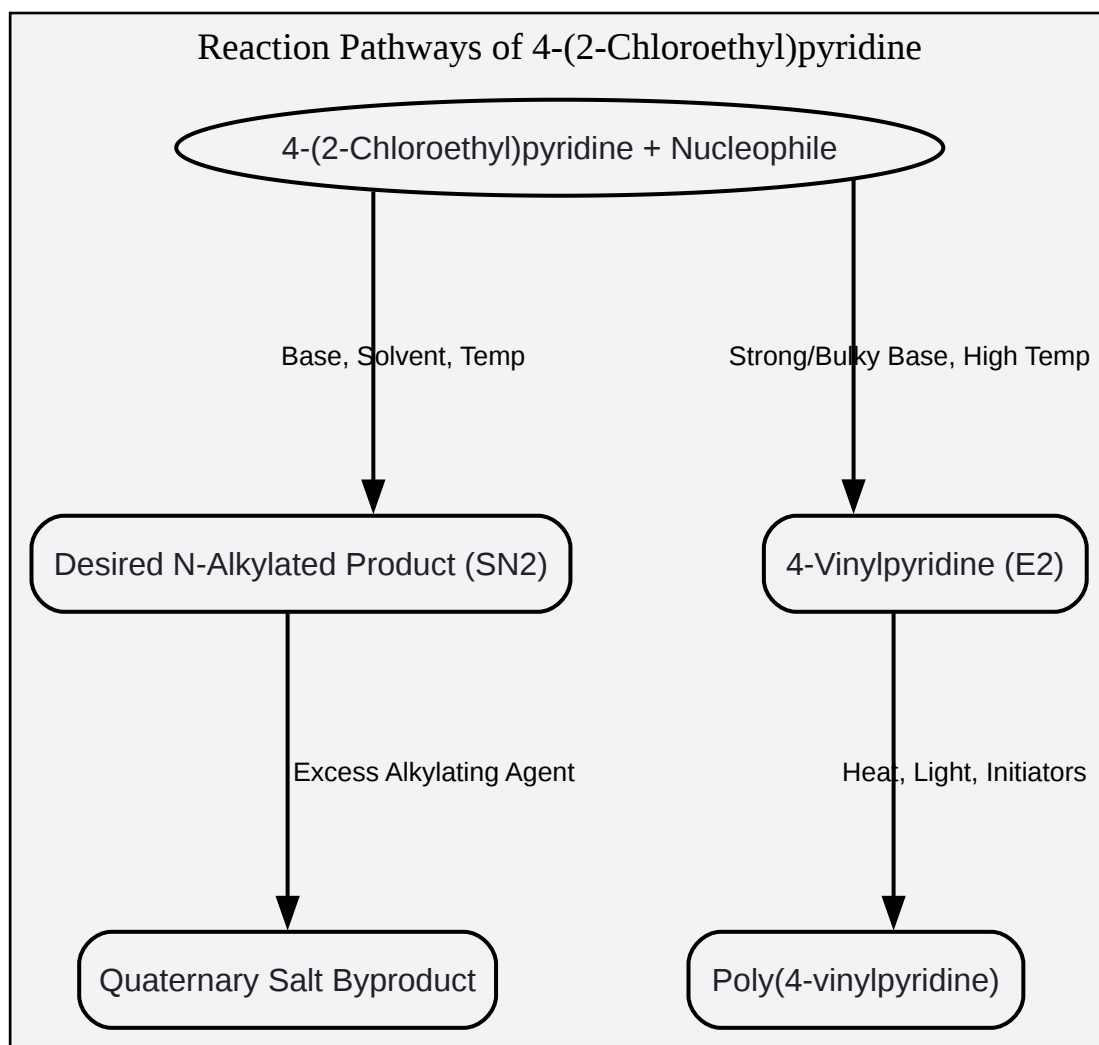 Reaction Pathways of 4-(2-Chloroethyl)pyridine
4-(2-Chloroethyl)pyridine + Nucleophile
Base, Solvent, Temp
Strong/Bulky Base, High Temp
Desired N-Alkylated Product (SN2)
4-Vinylpyridine (E2)
Excess Alkylating Agent
Heat, Light, Initiators
Quaternary Salt Byproduct
Poly(4-vinylpyridine)